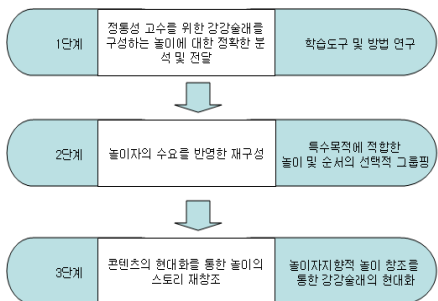 1단계
정통성 고수를 위한 강강술래를
구성하는 놀이에 대한 정확한 분
석 및 전달
학습도구 및 방법 연구
2단계
놀이자의 수요를 반영한 재구성
특수목적에 적합한
놀이 및 순서의 선택적 그룹핑
3단계
콘텐츠의 현대화를 통한 놀이의
스토리 재창조
놀이자지향적 놀이 창조를
통한 강강술래의 현대화